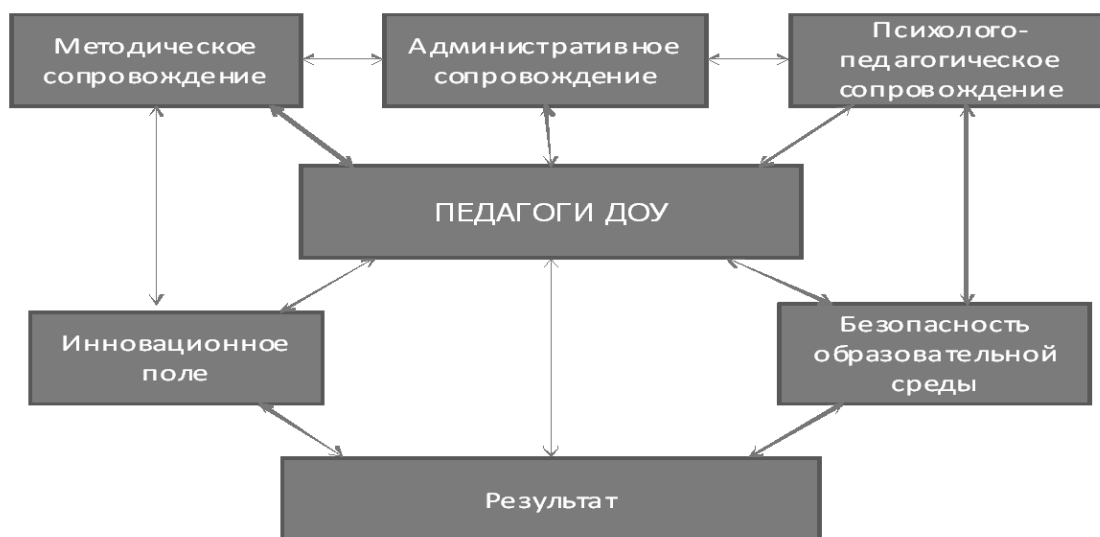 Методическое
сопровождение
Административное
сопровождение
Психолого-
педагогическое
сопровождение
ПЕДАГОГИ ДОУ
Инновационное
поле
Безопасность
образовательной
среды
Результат